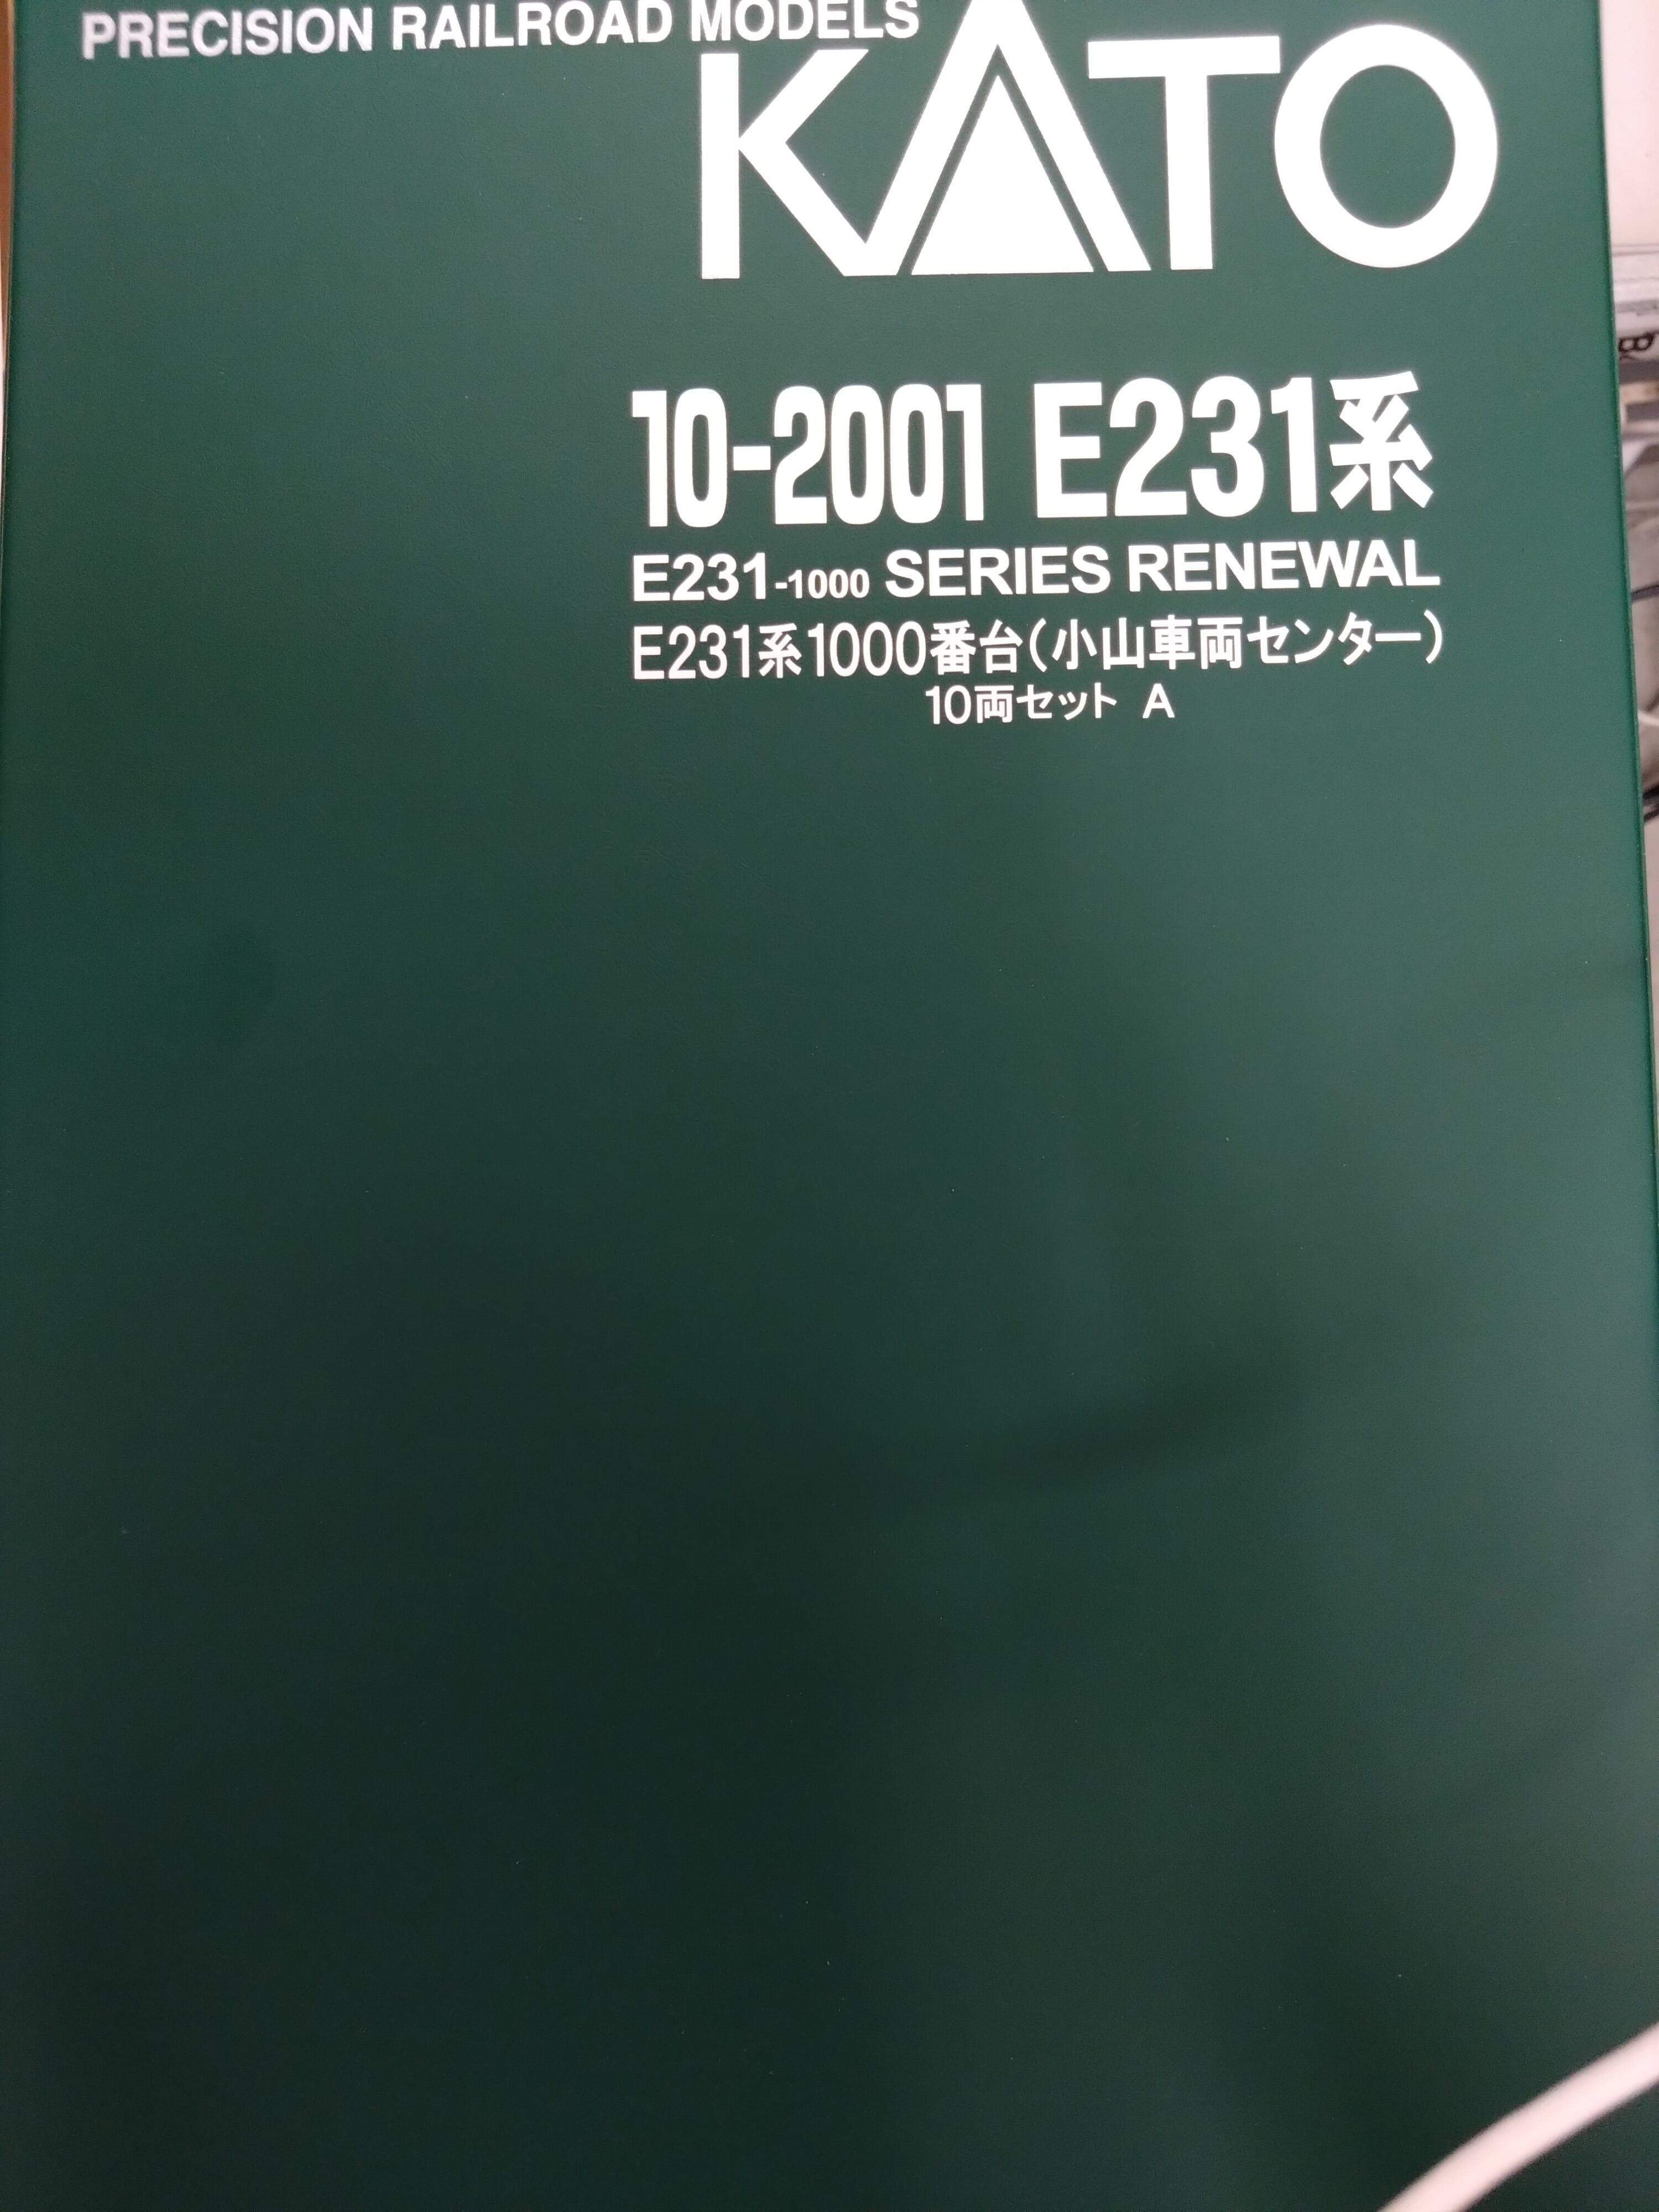 PRECISION RAILROAD MODELS
KATO
10-2001 E231系
E231-1000 SERIES RENEWAL
E231系1000番台(小山車両センター)
10両セット A
B